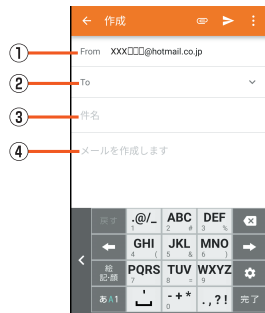 作成
① From XXX□□□@hotmail.co.jp
② To
③ 件名
④ メールを作成します
戻す .@/_ 1 ABC 2 # DEF 3 %
GHI 4 ( JKL 5 & MNO 6 )
絵記・顔 PQRS 7 TUV 8 = WXYZ 9
あA1 - + * 0 . , ? ! 完了